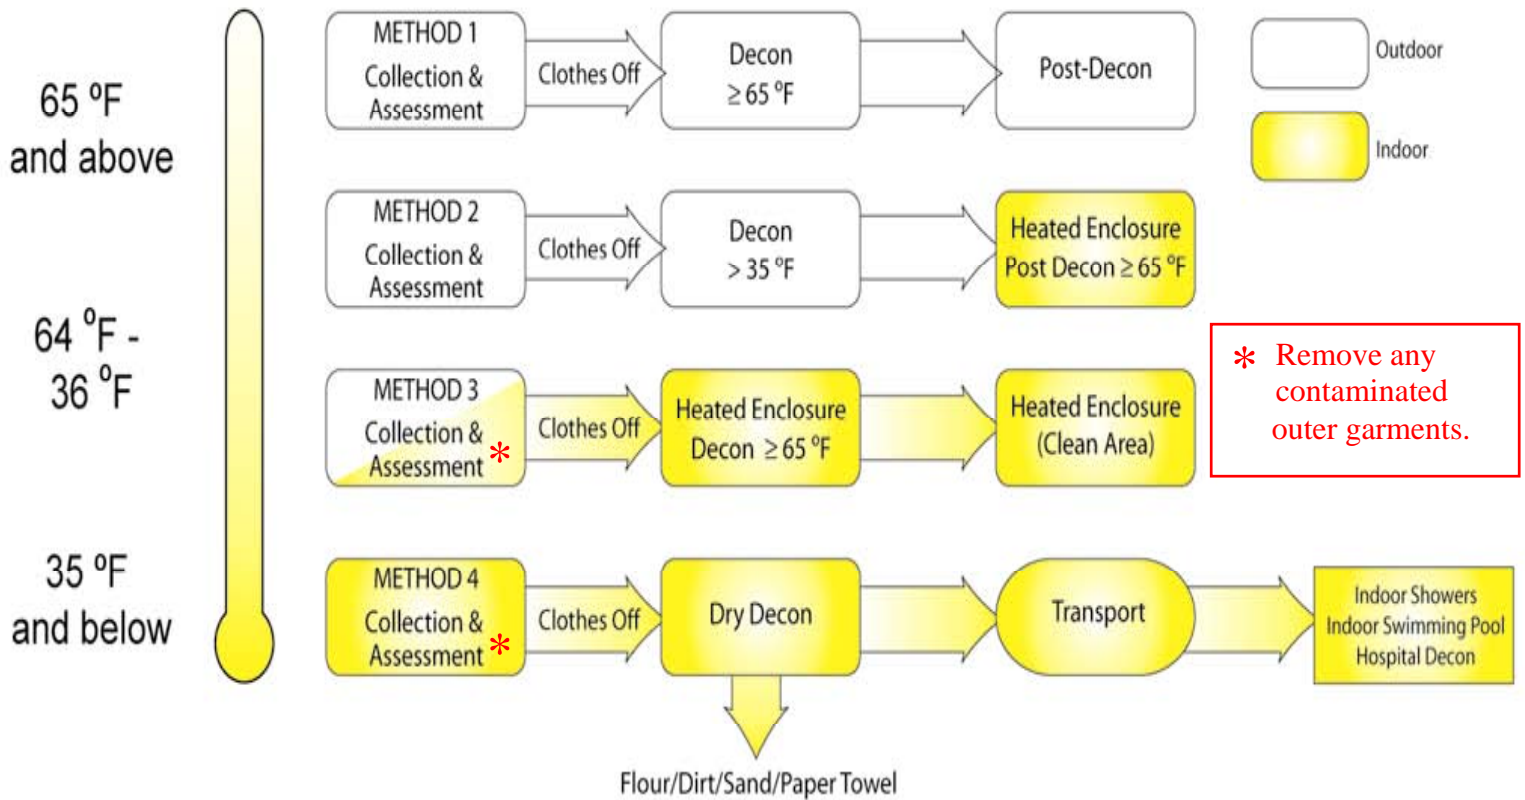 65 ºF
and above
METHOD 1
Collection &
Assessment
Clothes Off
Decon
≥ 65 ºF
Post-Decon
Outdoor
Indoor
METHOD 2
Collection &
Assessment
Clothes Off
Decon
> 35 ºF
Heated Enclosure
Post Decon ≥ 65 ºF
64 ºF -
36 ºF
METHOD 3
Collection &
Assessment *
Clothes Off
Heated Enclosure
Decon ≥ 65 ºF
Heated Enclosure
(Clean Area)
* Remove any
contaminated
outer garments.
35 ºF
and below
METHOD 4
Collection &
Assessment *
Clothes Off
Dry Decon
Transport
Indoor Showers
Indoor Swimming Pool
Hospital Decon
Flour/Dirt/Sand/Paper Towel